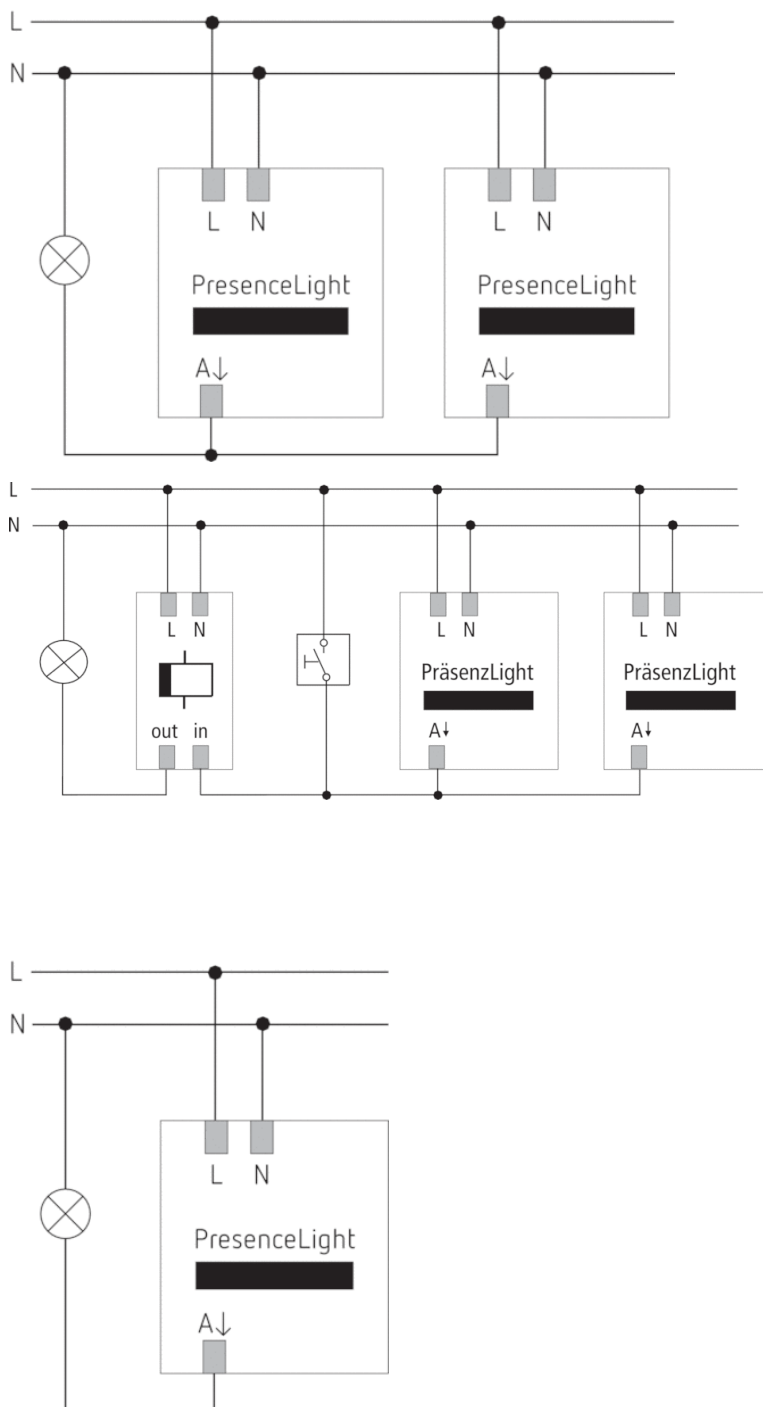 L
N
L N L N
PresenceLight PresenceLight
A↓ A↓
L
N
L N L N L N
PräsenzLight PräsenzLight
out in A↓ A↓
L
N
L N
PresenceLight
A↓